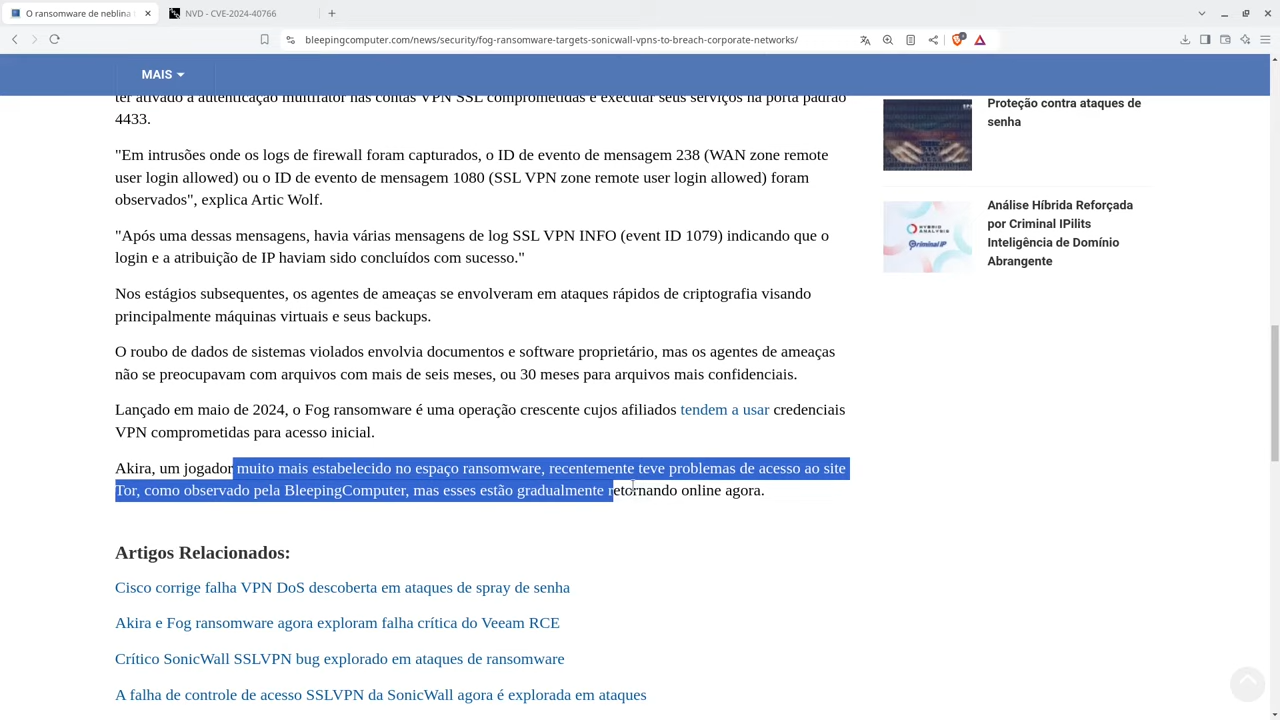 O ransomware de neblina
NVD - CVE-2024-40766
bleepingcomputer.com/news/security/fog-ransomware-targets-sonicwall-vpns-to-breach-corporate-networks/
MAIS
ter ativado a autenticação multifator nas contas VPN SSL comprometidas e executar seus serviços na porta padrão
4433.
"Em intrusões onde os logs de firewall foram capturados, o ID de evento de mensagem 238 (WAN zone remote
user login allowed) ou o ID de evento de mensagem 1080 (SSL VPN zone remote user login allowed) foram
observados", explica Artic Wolf.
"Após uma dessas mensagens, havia várias mensagens de log SSL VPN INFO (event ID 1079) indicando que o
login e a atribuição de IP haviam sido concluídos com sucesso."
Nos estágios subsequentes, os agentes de ameaças se envolveram em ataques rápidos de criptografia visando
principalmente máquinas virtuais e seus backups.
O roubo de dados de sistemas violados envolvia documentos e software proprietário, mas os agentes de ameaças
não se preocupavam com arquivos com mais de seis meses, ou 30 meses para arquivos mais confidenciais.
Lançado em maio de 2024, o Fog ransomware é uma operação crescente cujos afiliados tendem a usar credenciais
VPN comprometidas para acesso inicial.
Akira, um jogador muito mais estabelecido no espaço ransomware, recentemente teve problemas de acesso ao site
Tor, como observado pela BleepingComputer, mas esses estão gradualmente retornando online agora.
Artigos Relacionados:
Cisco corrige falha VPN DoS descoberta em ataques de spray de senha
Akira e Fog ransomware agora exploram falha crítica do Veeam RCE
Crítico SonicWall SSLVPN bug explorado em ataques de ransomware
A falha de controle de acesso SSLVPN da SonicWall agora é explorada em ataques
Proteção contra ataques de
senha
HYBRID
ANALYSIS
Criminal IP
Análise Híbrida Reforçada
por Criminal IPilits
Inteligência de Domínio
Abrangente